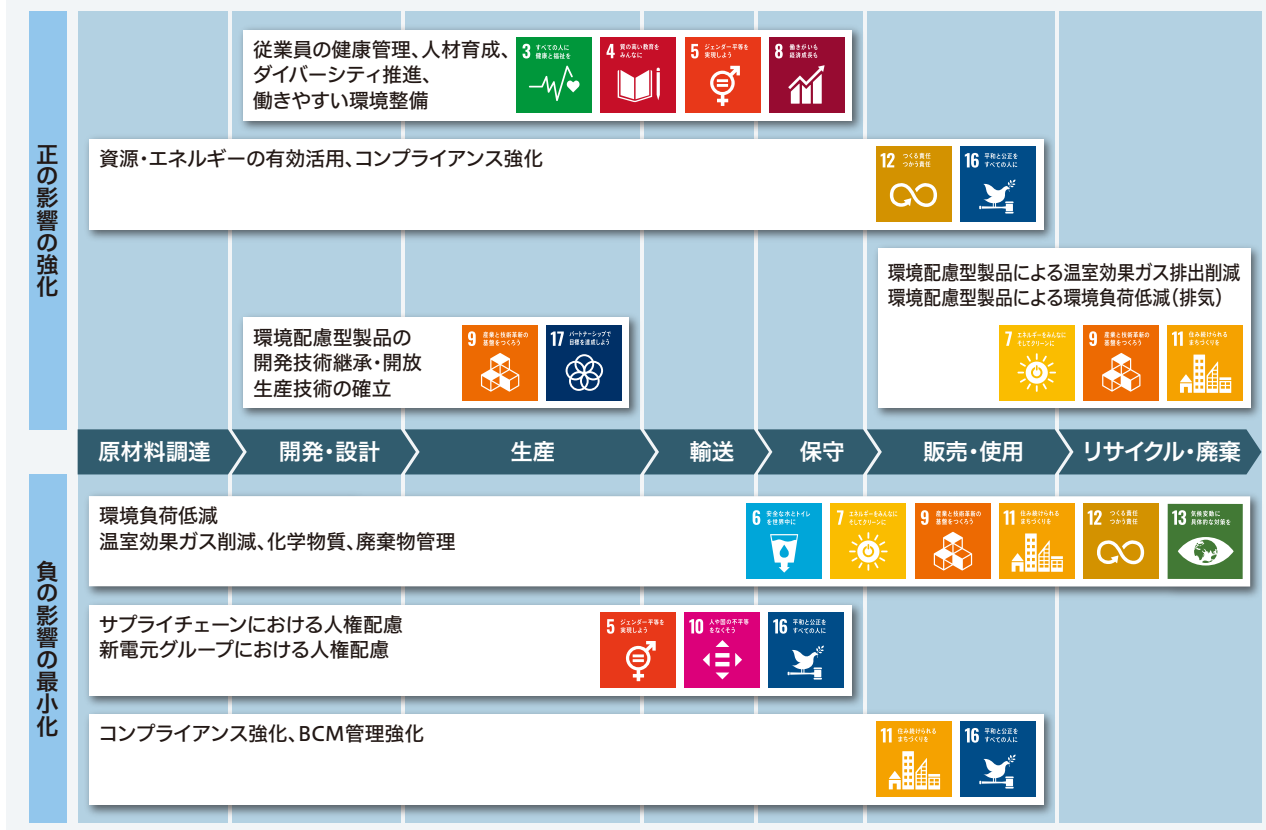 正の影響の強化
従業員の健康管理、人材育成、
ダイバーシティ推進、
働きやすい環境整備
3 すべての人に
健康と福祉を
4 質の高い教育を
みんなに
5 ジェンダー平等を
実現しよう
8 働きがいも
経済成長も
資源・エネルギーの有効活用、コンプライアンス強化
12 つくる責任
つかう責任
16 平和と公正を
すべての人に
環境配慮型製品による温室効果ガス排出削減
環境配慮型製品による環境負荷低減(排気)
7 エネルギーをみんなに
そしてクリーンに
9 産業と技術革新の
基盤をつくろう
11 住み続けられる
まちづくりを
環境配慮型製品の
開発技術継承・開放
生産技術の確立
9 産業と技術革新の
基盤をつくろう
17 パートナーシップで
目標を達成しよう
原材料調達
開発・設計
生産
輸送
保守
販売・使用
リサイクル・廃棄
負の影響の最小化
環境負荷低減
温室効果ガス削減、化学物質、廃棄物管理
6 安全な水とトイレ
を世界中に
7 エネルギーをみんなに
そしてクリーンに
9 産業と技術革新の
基盤をつくろう
11 住み続けられる
まちづくりを
12 つくる責任
つかう責任
13 気候変動に
具体的な対策を
サプライチェーンにおける人権配慮
新電元グループにおける人権配慮
5 ジェンダー平等を
実現しよう
10 人や国の不平等
をなくそう
16 平和と公正を
すべての人に
コンプライアンス強化、BCM管理強化
11 住み続けられる
まちづくりを
16 平和と公正を
すべての人に